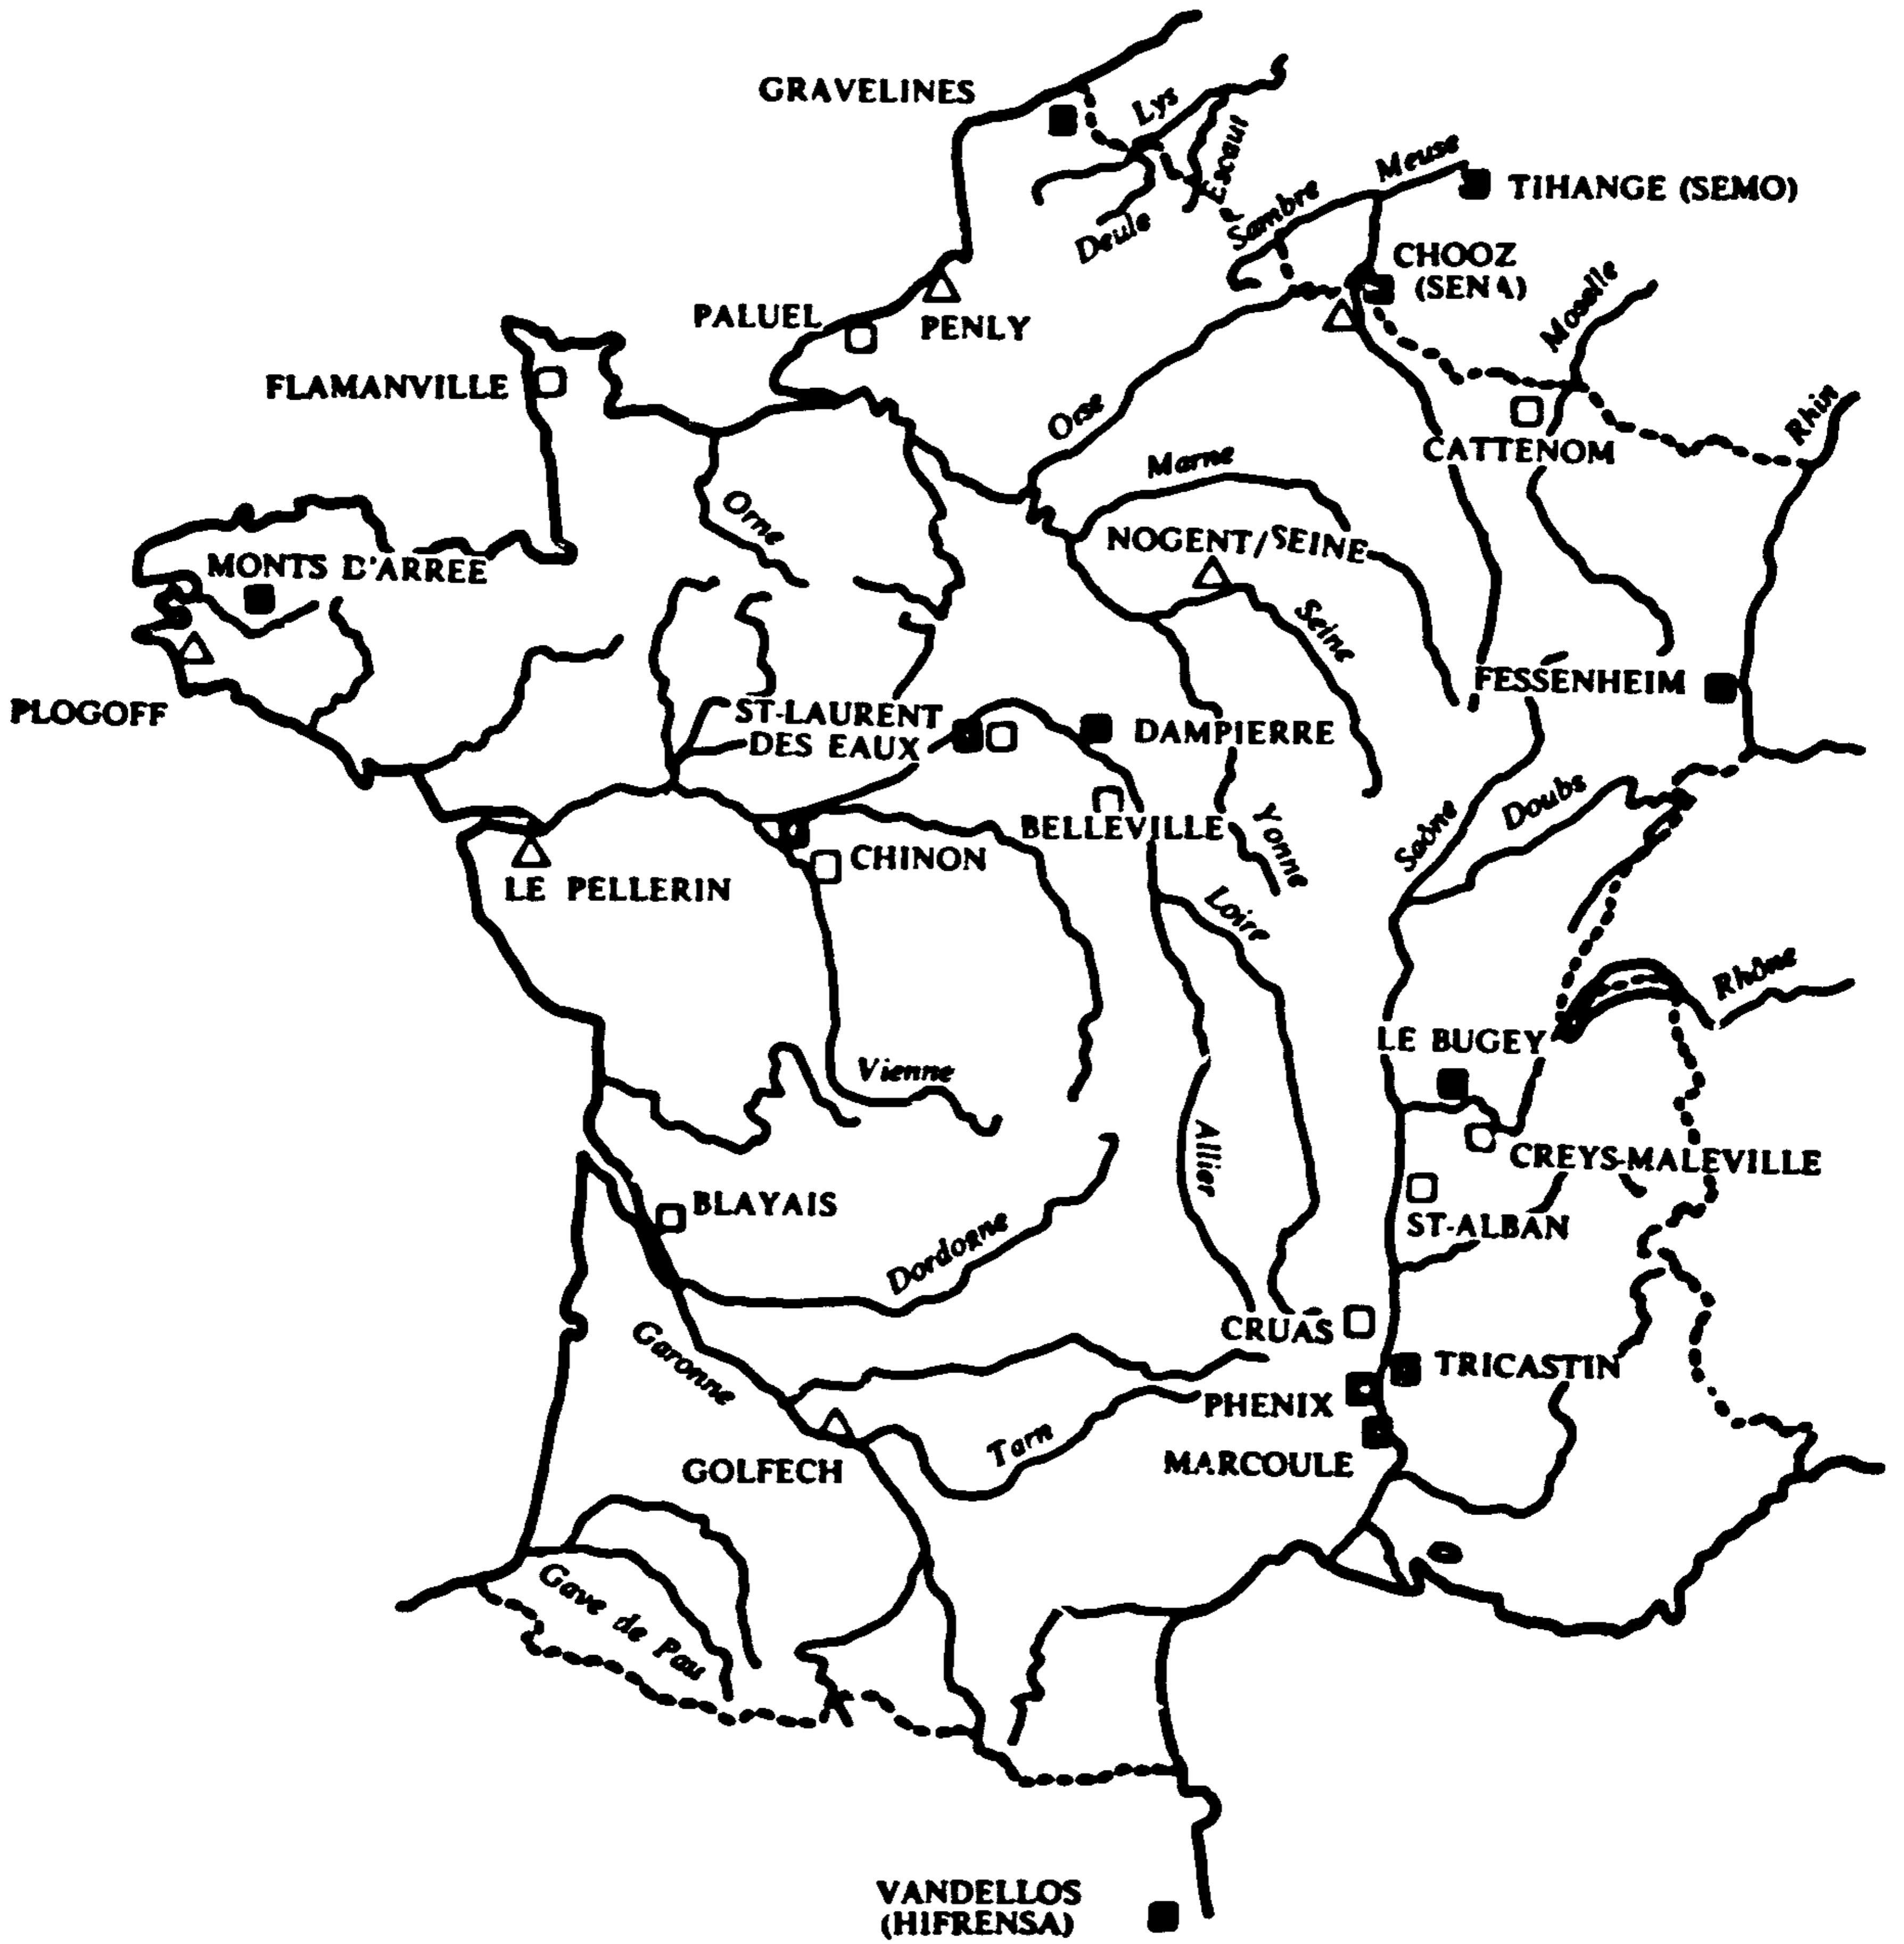 GRAVELINES
Lys
Escaut
Meuse
TIHANGE (SEMO)
Sambre
Deule
CHOOZ
(SENA)
Moselle
PALUEL
PENLY
FLAMANVILLE
Oise
Rhin
CATTENOM
Marne
Orne
NOGENT/SEINE
MONTS D'ARREE
Seine
FESSENHEIM
PLOGOFF
ST-LAURENT
DES EAUX
DAMPIERRE
Doubs
BELLEVILLE
Yonne
Saône
CHINON
LE PELLERIN
Loire
Rhône
LE BUGEY
Vienne
Allier
CREYS-MALEVILLE
BLAYAIS
ST-ALBAN
Dordogne
CRUAS
Garonne
TRICASTIN
PHENIX
Tarn
MARCOULE
GOLFECH
Gave de Pau
VANDELLOS
(HIFRENSA)